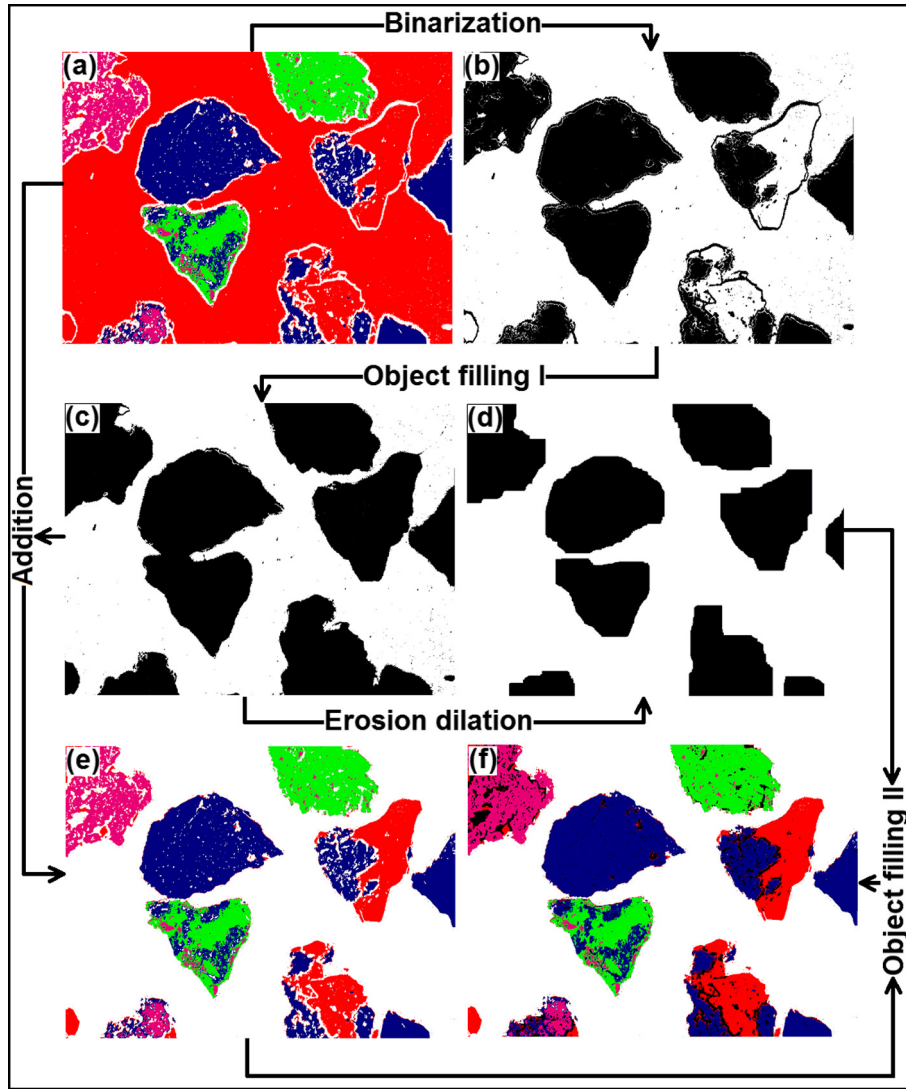 Binarization
(a)
(b)
Object filling I
(c)
(d)
Addition
Erosion dilation
(e)
(f)
Object filling II